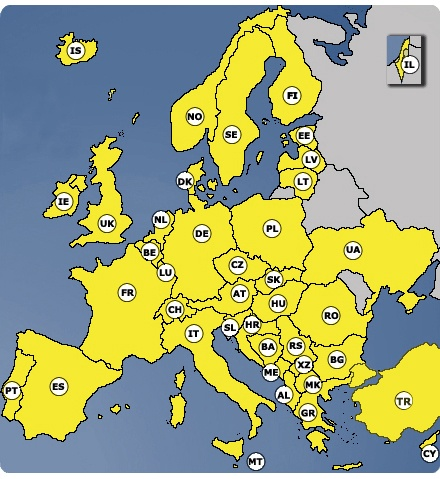 IS
IL
FI
NO
SE
EE
LV
LT
DK
IE
UK
NL
DE
PL
BE
UA
LU
CZ
SK
FR
AT
HU
CH
RO
IT
SL
HR
BA
RS
BG
XZ
ME
PT
ES
MK
AL
TR
GR
CY
MT